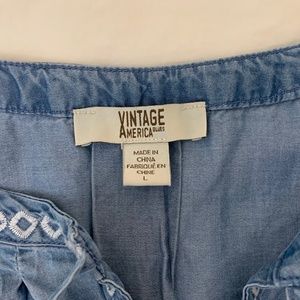 VINTAGE
AMERICA BLUES
MADE IN
CHINA
FABRIQUÉ EN
CHINE
L